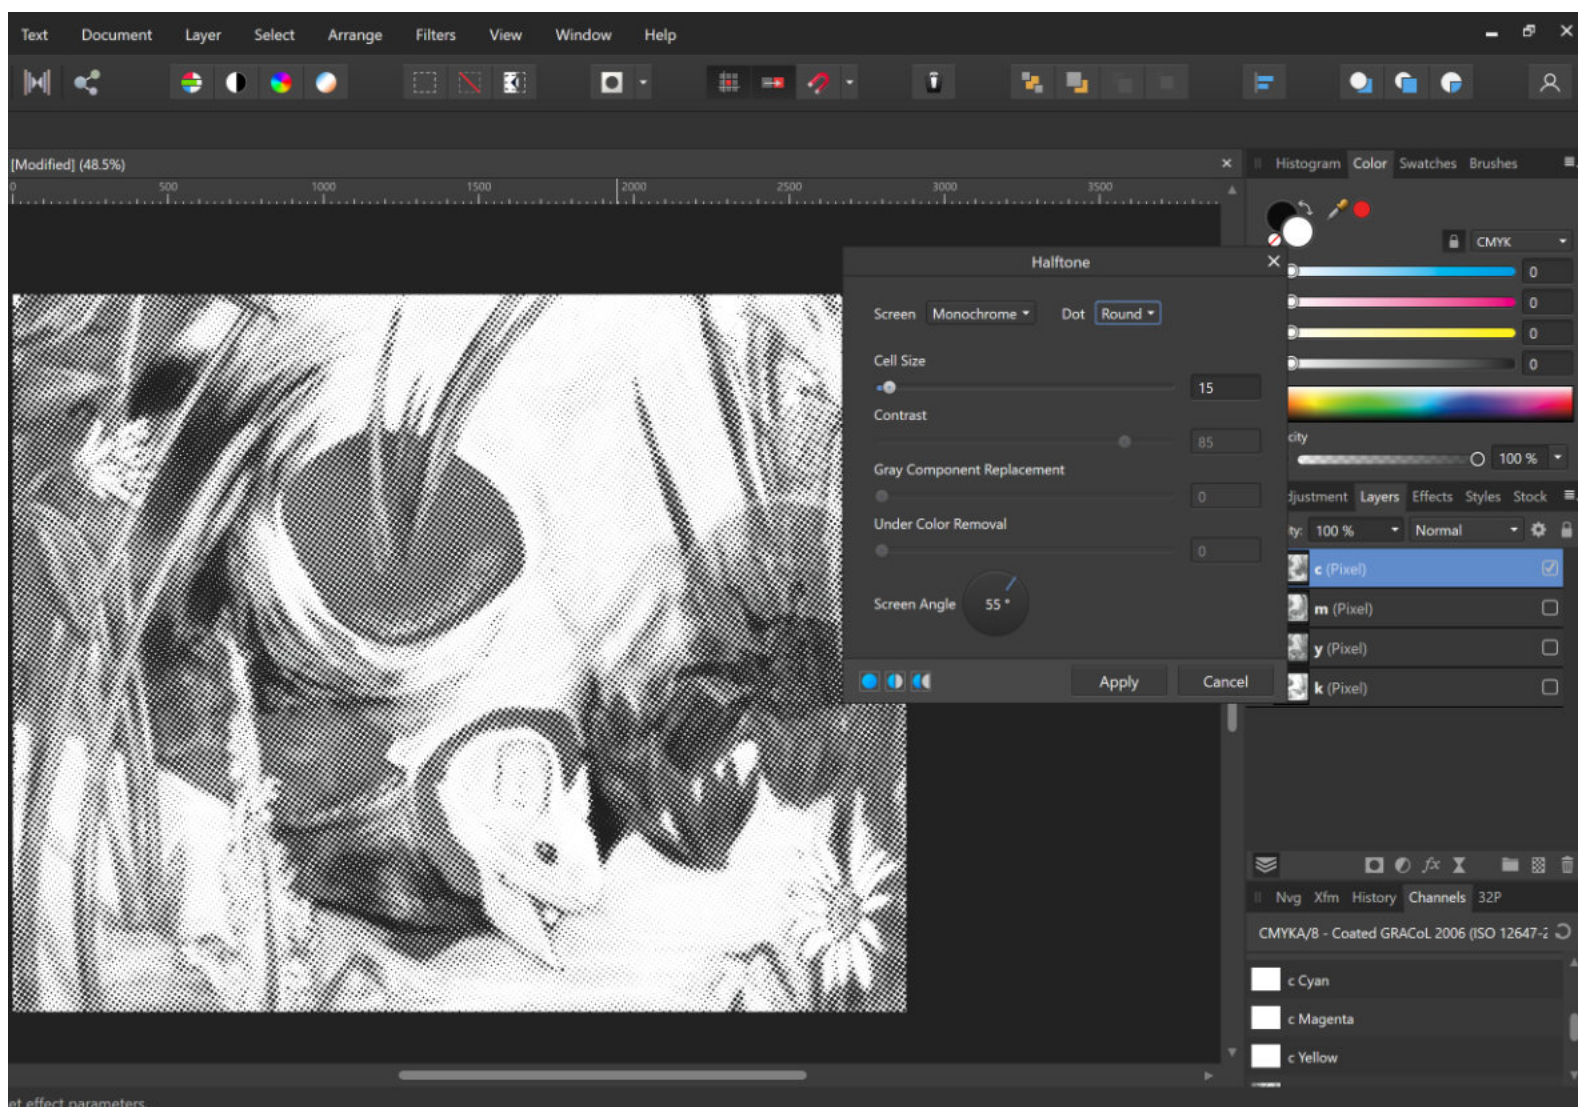 Text Document Layer Select Arrange Filters View Window Help
[Modified] (48.5%)
0 500 1000 1500 2000 2500 3000 3500
Histogram Color Swatches Brushes
CMYK
0
0
0
0
Halftone
Screen Monochrome Dot Round
Cell Size
15
Contrast
85
Gray Component Replacement
0
Under Color Removal
0
Screen Angle 55 °
Apply Cancel
city
100 %
djustment Layers Effects Styles Stock
ty: 100 % Normal
c (Pixel)
m (Pixel)
y (Pixel)
k (Pixel)
fx
Nvg Xfm History Channels 32P
CMYKA/8 - Coated GRACoL 2006 (ISO 12647-2
c Cyan
c Magenta
c Yellow
et effect parameters.